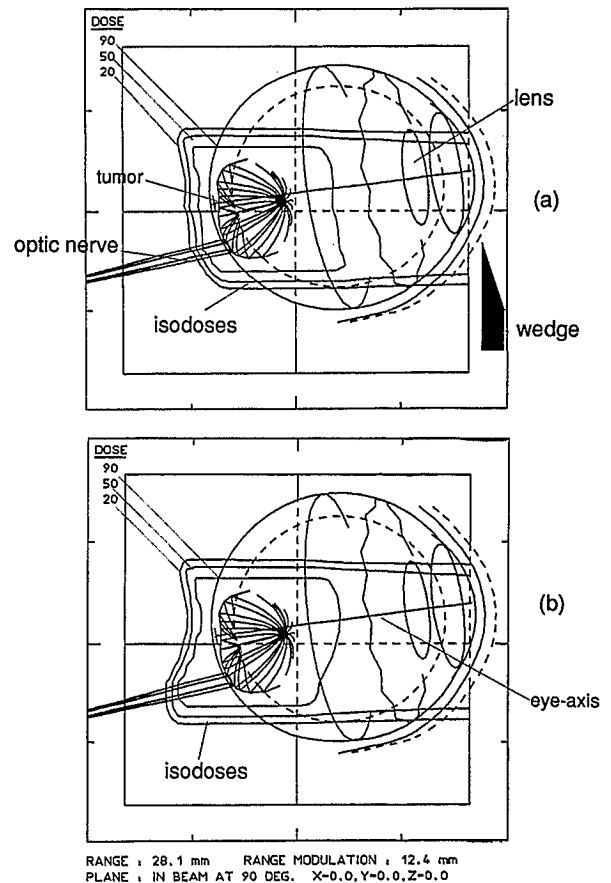 DOSE
90
50
20
lens
tumor
(a)
optic nerve
isodoses
wedge
DOSE
90
50
20
(b)
eye-axis
isodoses
RANGE : 28.1 mm RANGE MODULATION : 12.4 mm
PLANE : IN BEAM AT 90 DEG. X=0.0,Y=0.0,Z=0.0